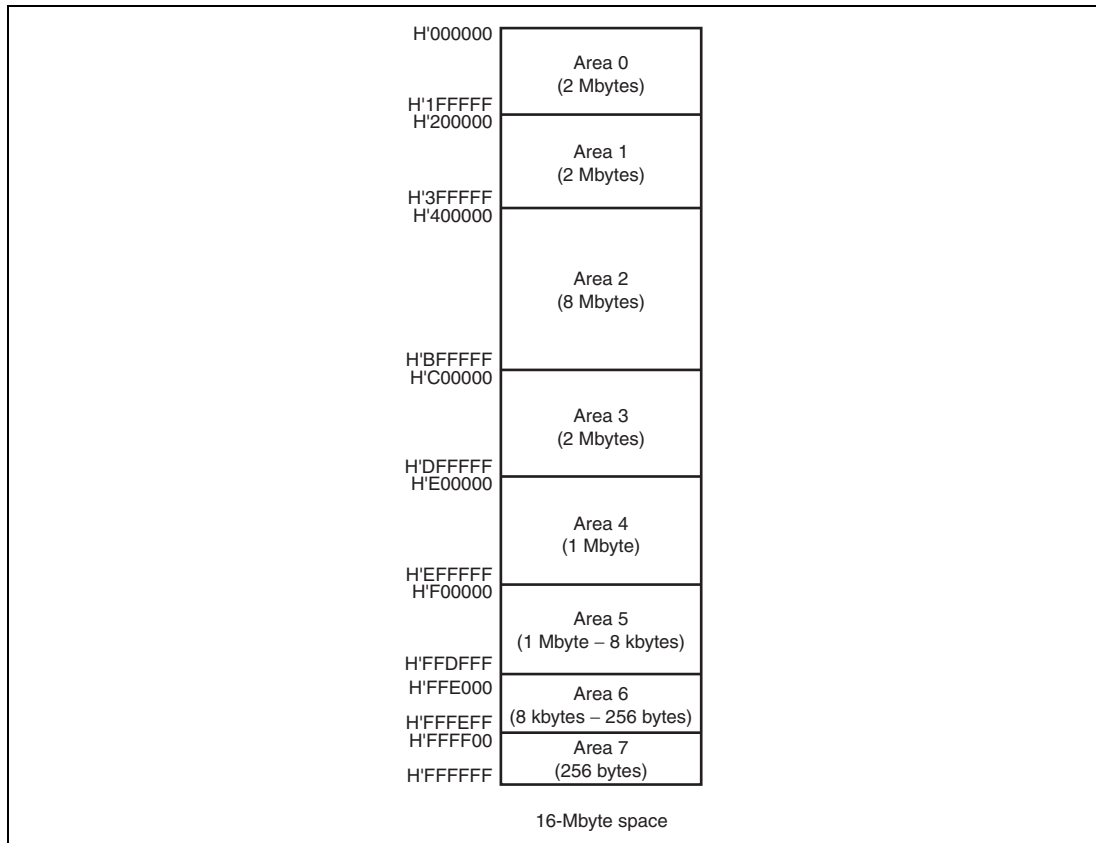 H'000000
Area 0
(2 Mbytes)
H'1FFFFF
H'200000
Area 1
(2 Mbytes)
H'3FFFFF
H'400000
Area 2
(8 Mbytes)
H'BFFFFF
H'C00000
Area 3
(2 Mbytes)
H'DFFFFF
H'E00000
Area 4
(1 Mbyte)
H'EFFFFF
H'F00000
Area 5
(1 Mbyte – 8 kbytes)
H'FFDFFF
H'FFE000
Area 6
(8 kbytes – 256 bytes)
H'FFFEFF
H'FFFF00
Area 7
(256 bytes)
H'FFFFFF
16-Mbyte space